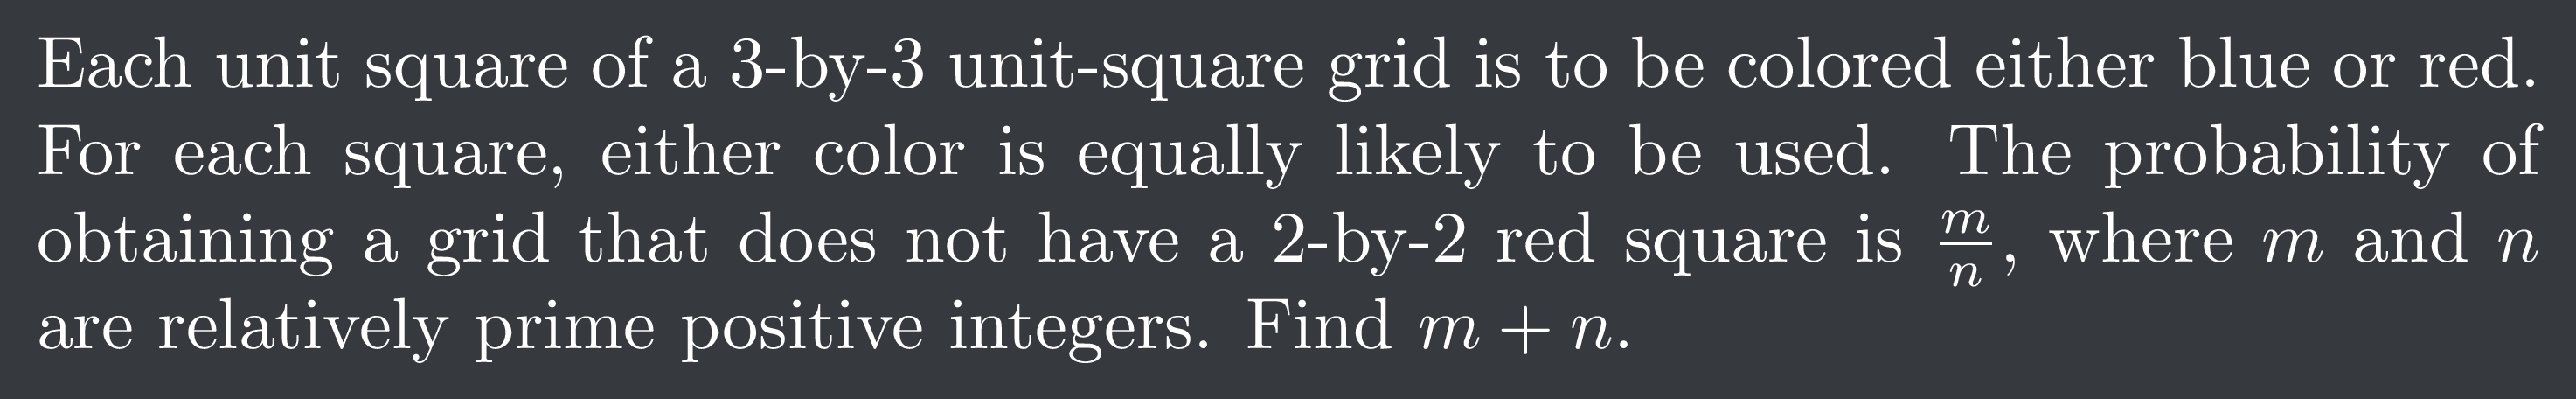 Each unit square of a 3-by-3 unit-square grid is to be colored either blue or red.
For each square, either color is equally likely to be used. The probability of
obtaining a grid that does not have a 2-by-2 red square is $\frac{m}{n}$, where $m$ and $n$
are relatively prime positive integers. Find $m + n$.